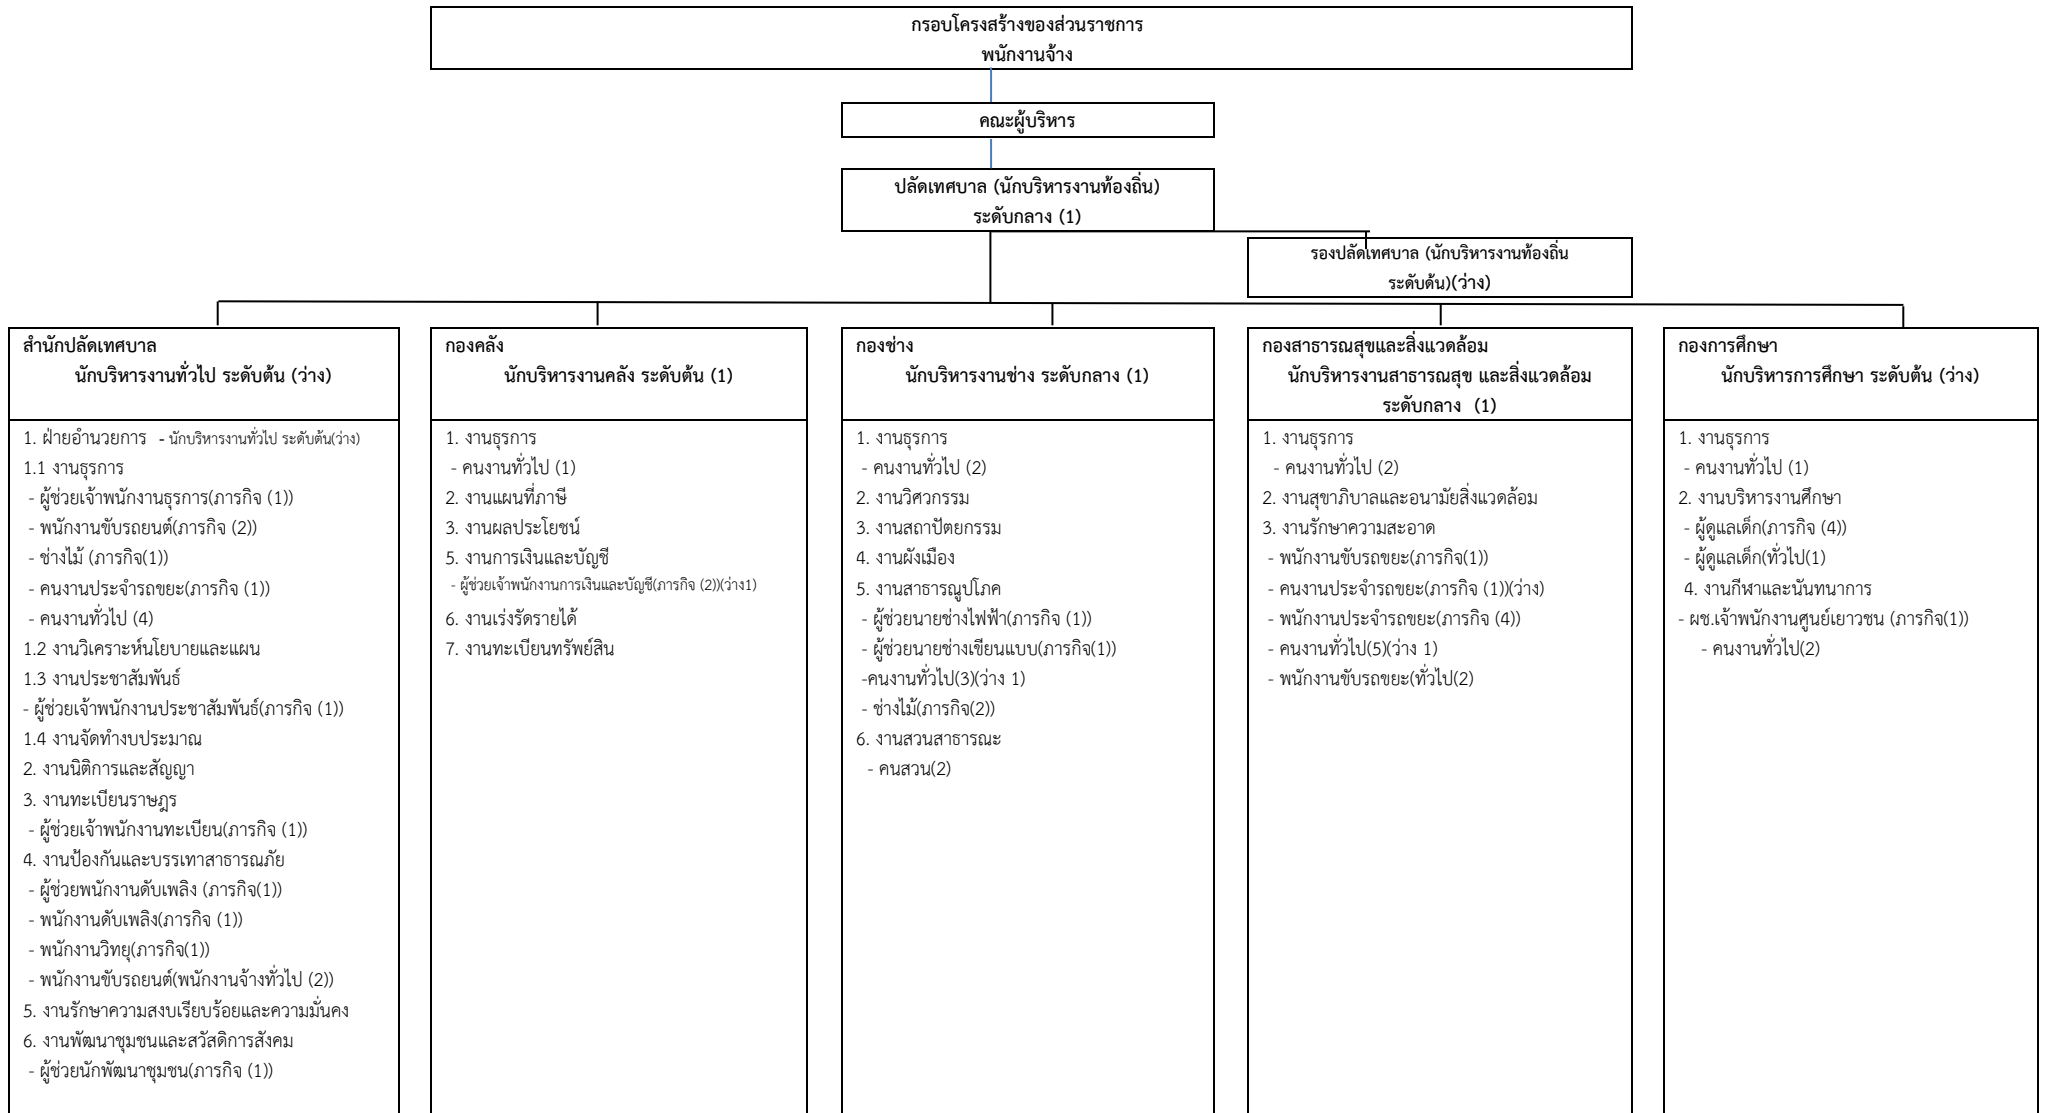 กรอบโครงสร้างของส่วนราชการ
พนักงานจ้าง
คณะผู้บริหาร
ปลัดเทศบาล (นักบริหารงานท้องถิ่น)
ระดับกลาง (1)
รองปลัดเทศบาล (นักบริหารงานท้องถิ่น
ระดับต้น)(ว่าง)
สำนักปลัดเทศบาล
นักบริหารงานทั่วไป ระดับต้น (ว่าง)
1. ฝ่ายอำนวยการ - นักบริหารงานทั่วไป ระดับต้น(ว่าง)
1.1 งานธุรการ
- ผู้ช่วยเจ้าพนักงานธุรการ(ภารกิจ (1))
- พนักงานขับรถยนต์(ภารกิจ (2))
- ช่างไม้ (ภารกิจ(1))
- คนงานประจำรถขยะ(ภารกิจ (1))
- คนงานทั่วไป (4)
1.2 งานวิเคราะห์นโยบายและแผน
1.3 งานประชาสัมพันธ์
- ผู้ช่วยเจ้าพนักงานประชาสัมพันธ์(ภารกิจ (1))
1.4 งานจัดทำงบประมาณ
2. งานนิติการและสัญญา
3. งานทะเบียนราษฎร
- ผู้ช่วยเจ้าพนักงานทะเบียน(ภารกิจ (1))
4. งานป้องกันและบรรเทาสาธารณภัย
- ผู้ช่วยพนักงานดับเพลิง (ภารกิจ(1))
- พนักงานดับเพลิง(ภารกิจ (1))
- พนักงานวิทยุ(ภารกิจ(1))
- พนักงานขับรถยนต์(พนักงานจ้างทั่วไป (2))
5. งานรักษาความสงบเรียบร้อยและความมั่นคง
6. งานพัฒนาชุมชนและสวัสดิการสังคม
- ผู้ช่วยนักพัฒนาชุมชน(ภารกิจ (1))
กองคลัง
นักบริหารงานคลัง ระดับต้น (1)
1. งานธุรการ
- คนงานทั่วไป (1)
2. งานแผนที่ภาษี
3. งานผลประโยชน์
5. งานการเงินและบัญชี
- ผู้ช่วยเจ้าพนักงานการเงินและบัญชี(ภารกิจ (2))(ว่าง1)
6. งานเร่งรัดรายได้
7. งานทะเบียนทรัพย์สิน
กองช่าง
นักบริหารงานช่าง ระดับกลาง (1)
1. งานธุรการ
- คนงานทั่วไป (2)
2. งานวิศวกรรม
3. งานสถาปัตยกรรม
4. งานผังเมือง
5. งานสาธารณูปโภค
- ผู้ช่วยนายช่างไฟฟ้า(ภารกิจ (1))
- ผู้ช่วยนายช่างเขียนแบบ(ภารกิจ(1))
-คนงานทั่วไป(3)(ว่าง 1)
- ช่างไม้(ภารกิจ(2))
6. งานสวนสาธารณะ
- คนสวน(2)
กองสาธารณสุขและสิ่งแวดล้อม
นักบริหารงานสาธารณสุข และสิ่งแวดล้อม
ระดับกลาง (1)
1. งานธุรการ
- คนงานทั่วไป (2)
2. งานสุขาภิบาลและอนามัยสิ่งแวดล้อม
3. งานรักษาความสะอาด
- พนักงานขับรถขยะ(ภารกิจ(1))
- คนงานประจำรถขยะ(ภารกิจ (1))(ว่าง)
- พนักงานประจำรถขยะ(ภารกิจ (4))
- คนงานทั่วไป(5)(ว่าง 1)
- พนักงานขับรถขยะ(ทั่วไป(2)
กองการศึกษา
นักบริหารการศึกษา ระดับต้น (ว่าง)
1. งานธุรการ
- คนงานทั่วไป (1)
2. งานบริหารงานศึกษา
- ผู้ดูแลเด็ก(ภารกิจ (4))
- ผู้ดูแลเด็ก(ทั่วไป(1)
4. งานกีฬาและนันทนาการ
- ผช.เจ้าพนักงานศูนย์เยาวชน (ภารกิจ(1))
- คนงานทั่วไป(2)